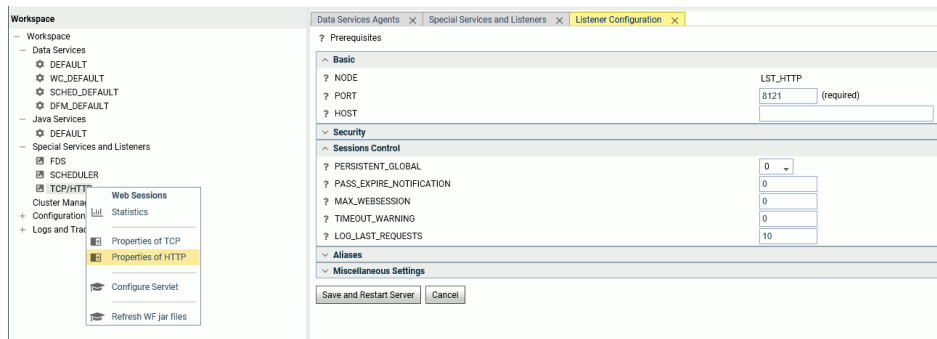 Workspace
Workspace
Data Services
DEFAULT
WC_DEFAULT
SCHED_DEFAULT
DFM_DEFAULT
Java Services
DEFAULT
Special Services and Listeners
FDS
SCHEDULER
TCP/HTTP
Cluster Mana
Configuration
Logs and Trac
Web Sessions
Statistics
Properties of TCP
Properties of HTTP
Configure Servlet
Refresh WF jar files
Data Services Agents × Special Services and Listeners × Listener Configuration ×
? Prerequisites
Basic
? NODE LST_HTTP
? PORT 8121 (required)
? HOST
Security
Sessions Control
? PERSISTENT_GLOBAL 0
? PASS_EXPIRE_NOTIFICATION 0
? MAX_WEBSESSION 0
? TIMEOUT_WARNING 0
? LOG_LAST_REQUESTS 10
Aliases
Miscellaneous Settings
Save and Restart Server Cancel